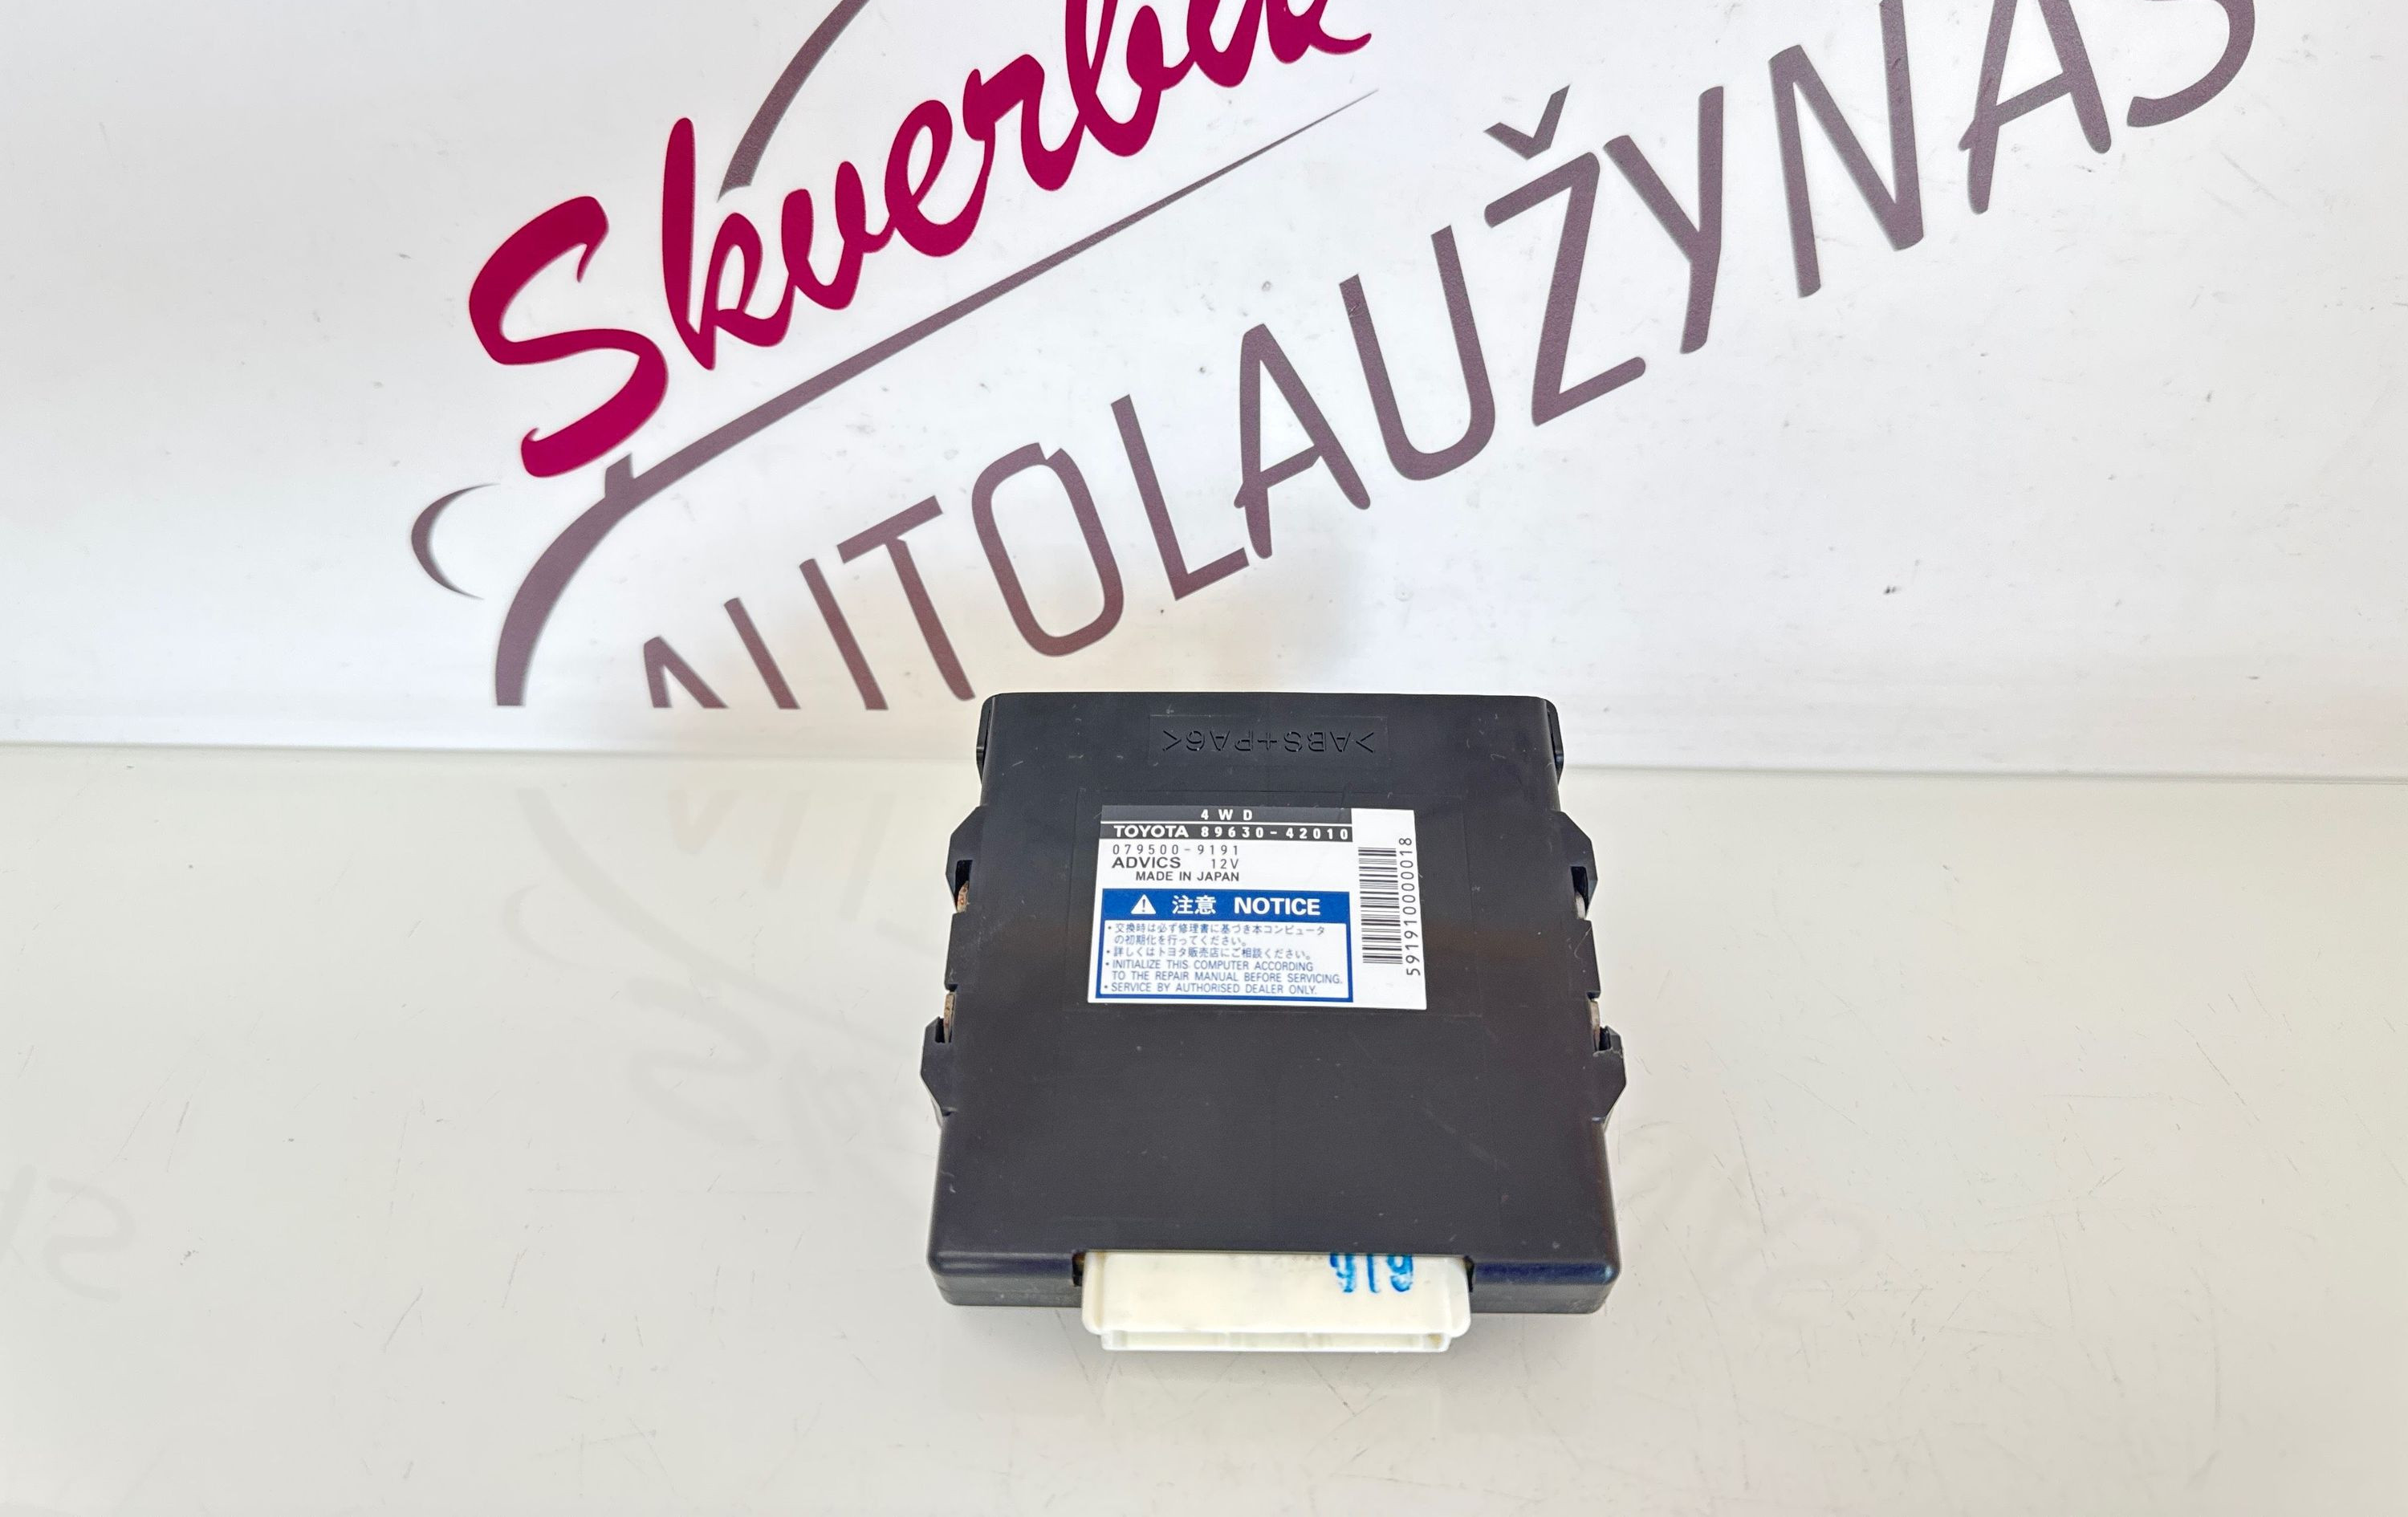 Skverbė
AUTOLAUŽYNAS
>ABS+PA6<
4WD
TOYOTA 89630-42010
079500-9191
ADVICS 12V
MADE IN JAPAN
5919100000018
注意 NOTICE
・交換時は必ず修理書に基づき本コンピュータ
の初期化を行ってください。
・詳しくはトヨタ販売店にご相談ください。
・INITIALIZE THIS COMPUTER ACCORDING
TO THE REPAIR MANUAL BEFORE SERVICING.
・SERVICE BY AUTHORISED DEALER ONLY.